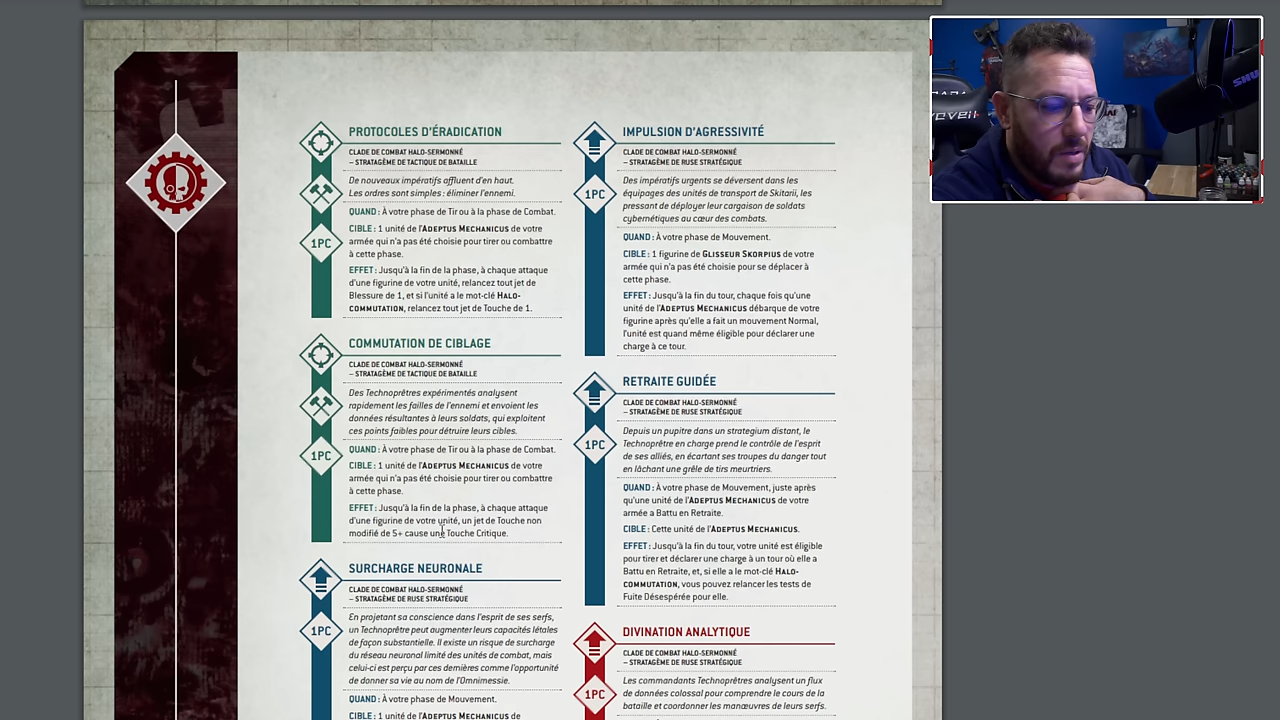 PROTOCOLES D'ÉRADICATION
CLADE DE COMBAT HALO-SERMONNÉ
– STRATAGÈME DE TACTIQUE DE BATAILLE
De nouveaux impératifs affluent d'en haut.
Les ordres sont simples : éliminer l'ennemi.
1PC
QUAND : À votre phase de Tir ou à la phase de Combat.
CIBLE : 1 unité de l'ADEPTUS MECHANICUS de votre
armée qui n'a pas été choisie pour tirer ou combattre
à cette phase.
EFFET : Jusqu'à la fin de la phase, à chaque attaque
d'une figurine de votre unité, relancez tout jet de
Blessure de 1, et si l'unité a le mot-clé HALO-
COMMUTATION, relancez tout jet de Touche de 1.
COMMUTATION DE CIBLAGE
CLADE DE COMBAT HALO-SERMONNÉ
– STRATAGÈME DE TACTIQUE DE BATAILLE
Des Technoprêtres expérimentés analysent
rapidement les failles de l'ennemi et envoient les
données résultantes à leurs soldats, qui exploitent
ces points faibles pour détruire leurs cibles.
1PC
QUAND : À votre phase de Tir ou à la phase de Combat.
CIBLE : 1 unité de l'ADEPTUS MECHANICUS de votre
armée qui n'a pas été choisie pour tirer ou combattre
à cette phase.
EFFET : Jusqu'à la fin de la phase, à chaque attaque
d'une figurine de votre unité, un jet de Touche non
modifié de 5+ cause une Touche Critique.
SURCHARGE NEURONALE
CLADE DE COMBAT HALO-SERMONNÉ
– STRATAGÈME DE RUSE STRATÉGIQUE
1PC
En projetant sa conscience dans l'esprit de ses serfs,
un Technoprêtre peut augmenter leurs capacités létales
de façon substantielle. Il existe un risque de surcharge
du réseau neuronal limité des unités de combat, mais
celui-ci est perçu par ces dernières comme l'opportunité
de donner sa vie au nom de l'Omnimessie.
QUAND : À votre phase de Mouvement.
CIBLE : 1 unité de l'ADEPTUS MECHANICUS de
IMPULSION D'AGRESSIVITÉ
CLADE DE COMBAT HALO-SERMONNÉ
– STRATAGÈME DE RUSE STRATÉGIQUE
1PC
Des impératifs urgents se déversent dans les
équipages des unités de transport de Skitarii, les
pressant de déployer leur cargaison de soldats
cybernétiques au cœur des combats.
QUAND : À votre phase de Mouvement.
CIBLE : 1 figurine de GLISSEUR SKORPIUS de votre
armée qui n'a pas été choisie pour se déplacer à
cette phase.
EFFET : Jusqu'à la fin du tour, chaque fois qu'une
unité de l'ADEPTUS MECHANICUS débarque de votre
figurine après qu'elle a fait un mouvement Normal,
l'unité est quand même éligible pour déclarer une
charge à ce tour.
RETRAITE GUIDÉE
CLADE DE COMBAT HALO-SERMONNÉ
– STRATAGÈME DE RUSE STRATÉGIQUE
1PC
Depuis un pupitre dans un strategium distant, le
Technoprêtre en charge prend le contrôle de l'esprit
de ses alliés, en écartant ses troupes du danger tout
en lâchant une grêle de tirs meurtriers.
QUAND : À votre phase de Mouvement, juste après
qu'une unité de l'ADEPTUS MECHANICUS de votre
armée a Battu en Retraite.
CIBLE : Cette unité de l'ADEPTUS MECHANICUS.
EFFET : Jusqu'à la fin du tour, votre unité est éligible
pour tirer et déclarer une charge à un tour où elle a
Battu en Retraite, et, si elle a le mot-clé HALO-
COMMUTATION, vous pouvez relancer les tests de
Fuite Désespérée pour elle.
DIVINATION ANALYTIQUE
CLADE DE COMBAT HALO-SERMONNÉ
– STRATAGÈME DE RUSE STRATÉGIQUE
1PC
Les commandants Technoprêtres analysent un flux
de données colossal pour comprendre le cours de la
bataille et coordonner les manœuvres de leurs serfs.